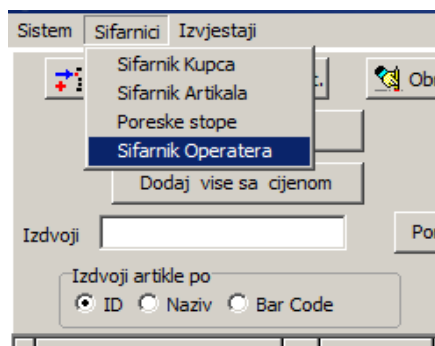 Sistem Sifarnici Izvjestaji
Sifarnik Kupca
Sifarnik Artikala
Poreske stope
Sifarnik Operatera
Dodaj vise sa cijenom
Izdvoji
Izdvoji artikle po
ID Naziv Bar Code